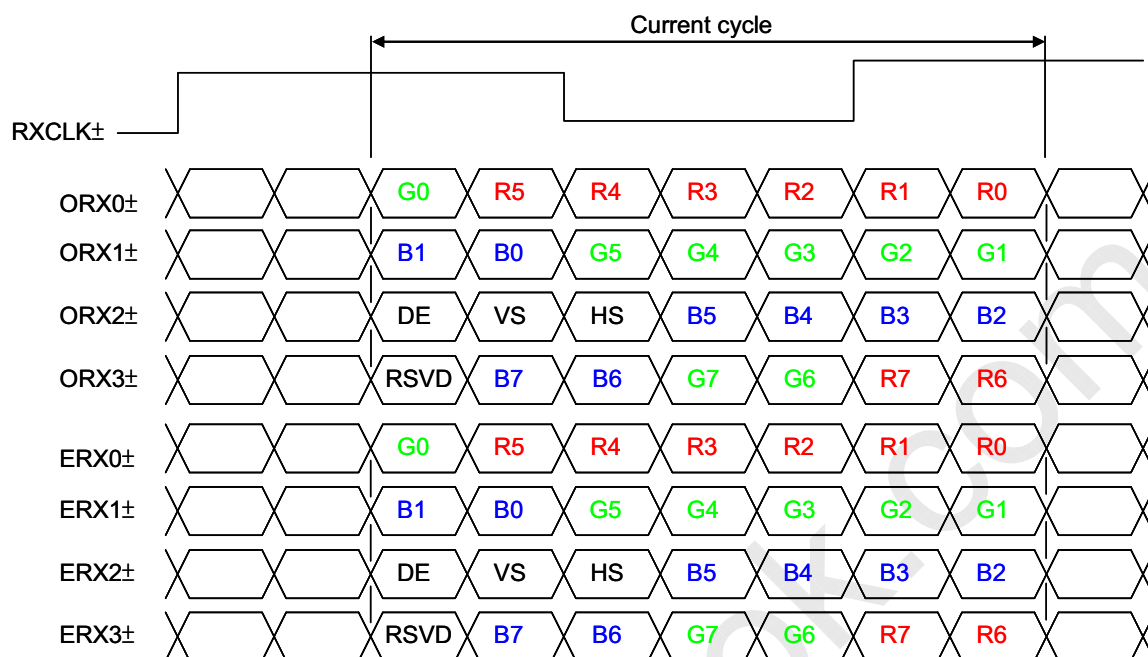 Current cycle
RXCLK±
ORX0± G0 R5 R4 R3 R2 R1 R0
ORX1± B1 B0 G5 G4 G3 G2 G1
ORX2± DE VS HS B5 B4 B3 B2
ORX3± RSVD B7 B6 G7 G6 R7 R6
ERX0± G0 R5 R4 R3 R2 R1 R0
ERX1± B1 B0 G5 G4 G3 G2 G1
ERX2± DE VS HS B5 B4 B3 B2
ERX3± RSVD B7 B6 G7 G6 R7 R6
ok.com